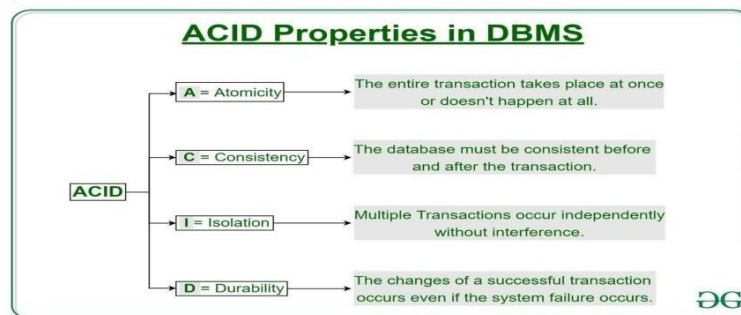 ACID Properties in DBMS
A = Atomicity
The entire transaction takes place at once
or doesn't happen at all.
C = Consistency
The database must be consistent before
and after the transaction.
ACID
I = Isolation
Multiple Transactions occur independently
without interference.
D = Durability
The changes of a successful transaction
occurs even if the system failure occurs.